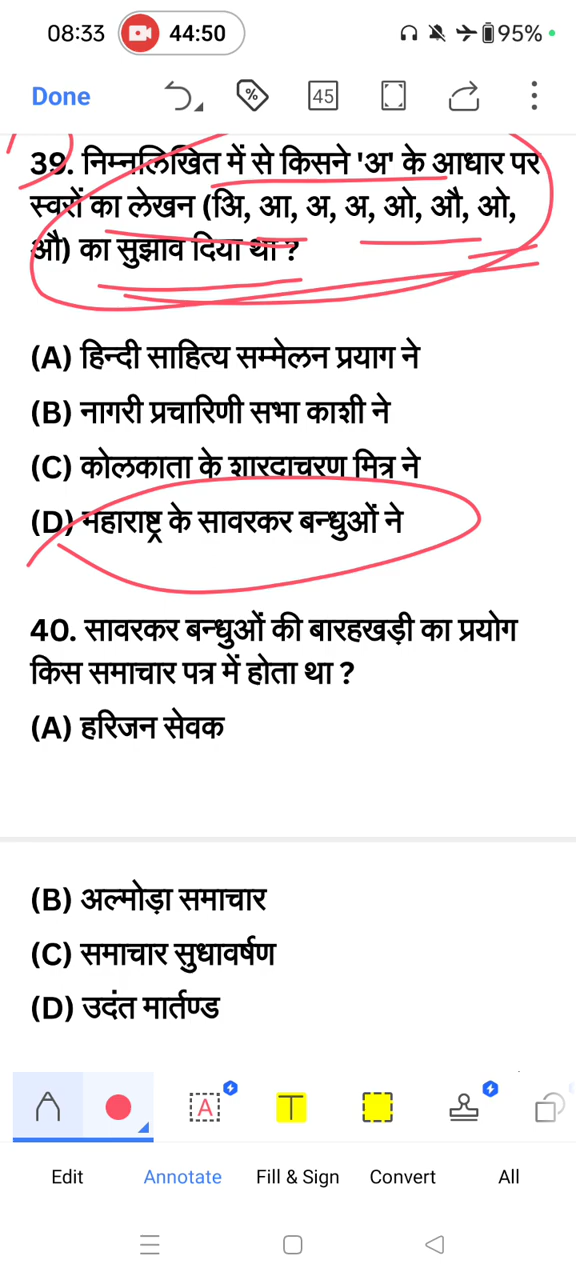 08:33 44:50 95%
Done % 45
39. निम्नलिखित में से किसने 'अ' के आधार पर
स्वरों का लेखन (अि, आ, अ, अ, ओ, औ, ओ,
औ) का सुझाव दिया था ?
(A) हिन्दी साहित्य सम्मेलन प्रयाग ने
(B) नागरी प्रचारिणी सभा काशी ने
(C) कोलकाता के शारदाचरण मित्र ने
(D) महाराष्ट्र के सावरकर बन्धुओं ने
40. सावरकर बन्धुओं की बारहखड़ी का प्रयोग
किस समाचार पत्र में होता था ?
(A) हरिजन सेवक
(B) अल्मोड़ा समाचार
(C) समाचार सुधावर्षण
(D) उदंत मार्तण्ड
A T
Edit Annotate Fill & Sign Convert All